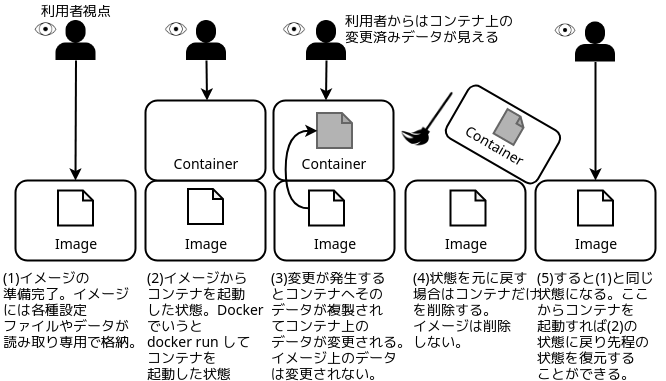 利用者視点
利用者からはコンテナ上の
変更済みデータが見える
Container
Container
Container
Image
Image
Image
Image
Image
(1)イメージの
準備完了。イメージ
には各種設定
ファイルやデータが
読み取り専用で格納。
(2)イメージから
コンテナを起動
した状態。Docker
でいうと
docker run して
コンテナを
起動した状態
(3)変更が発生する
とコンテナへその
データが複製され
てコンテナ上の
データが変更される。
イメージ上のデータ
は変更されない。
(4)状態を元に戻す
場合はコンテナだけ
を削除する。
イメージは削除
しない。
(5)すると(1)と同じ
状態になる。ここ
からコンテナを
起動すれば(2)の
状態に戻り先程の
状態を復元する
ことができる。